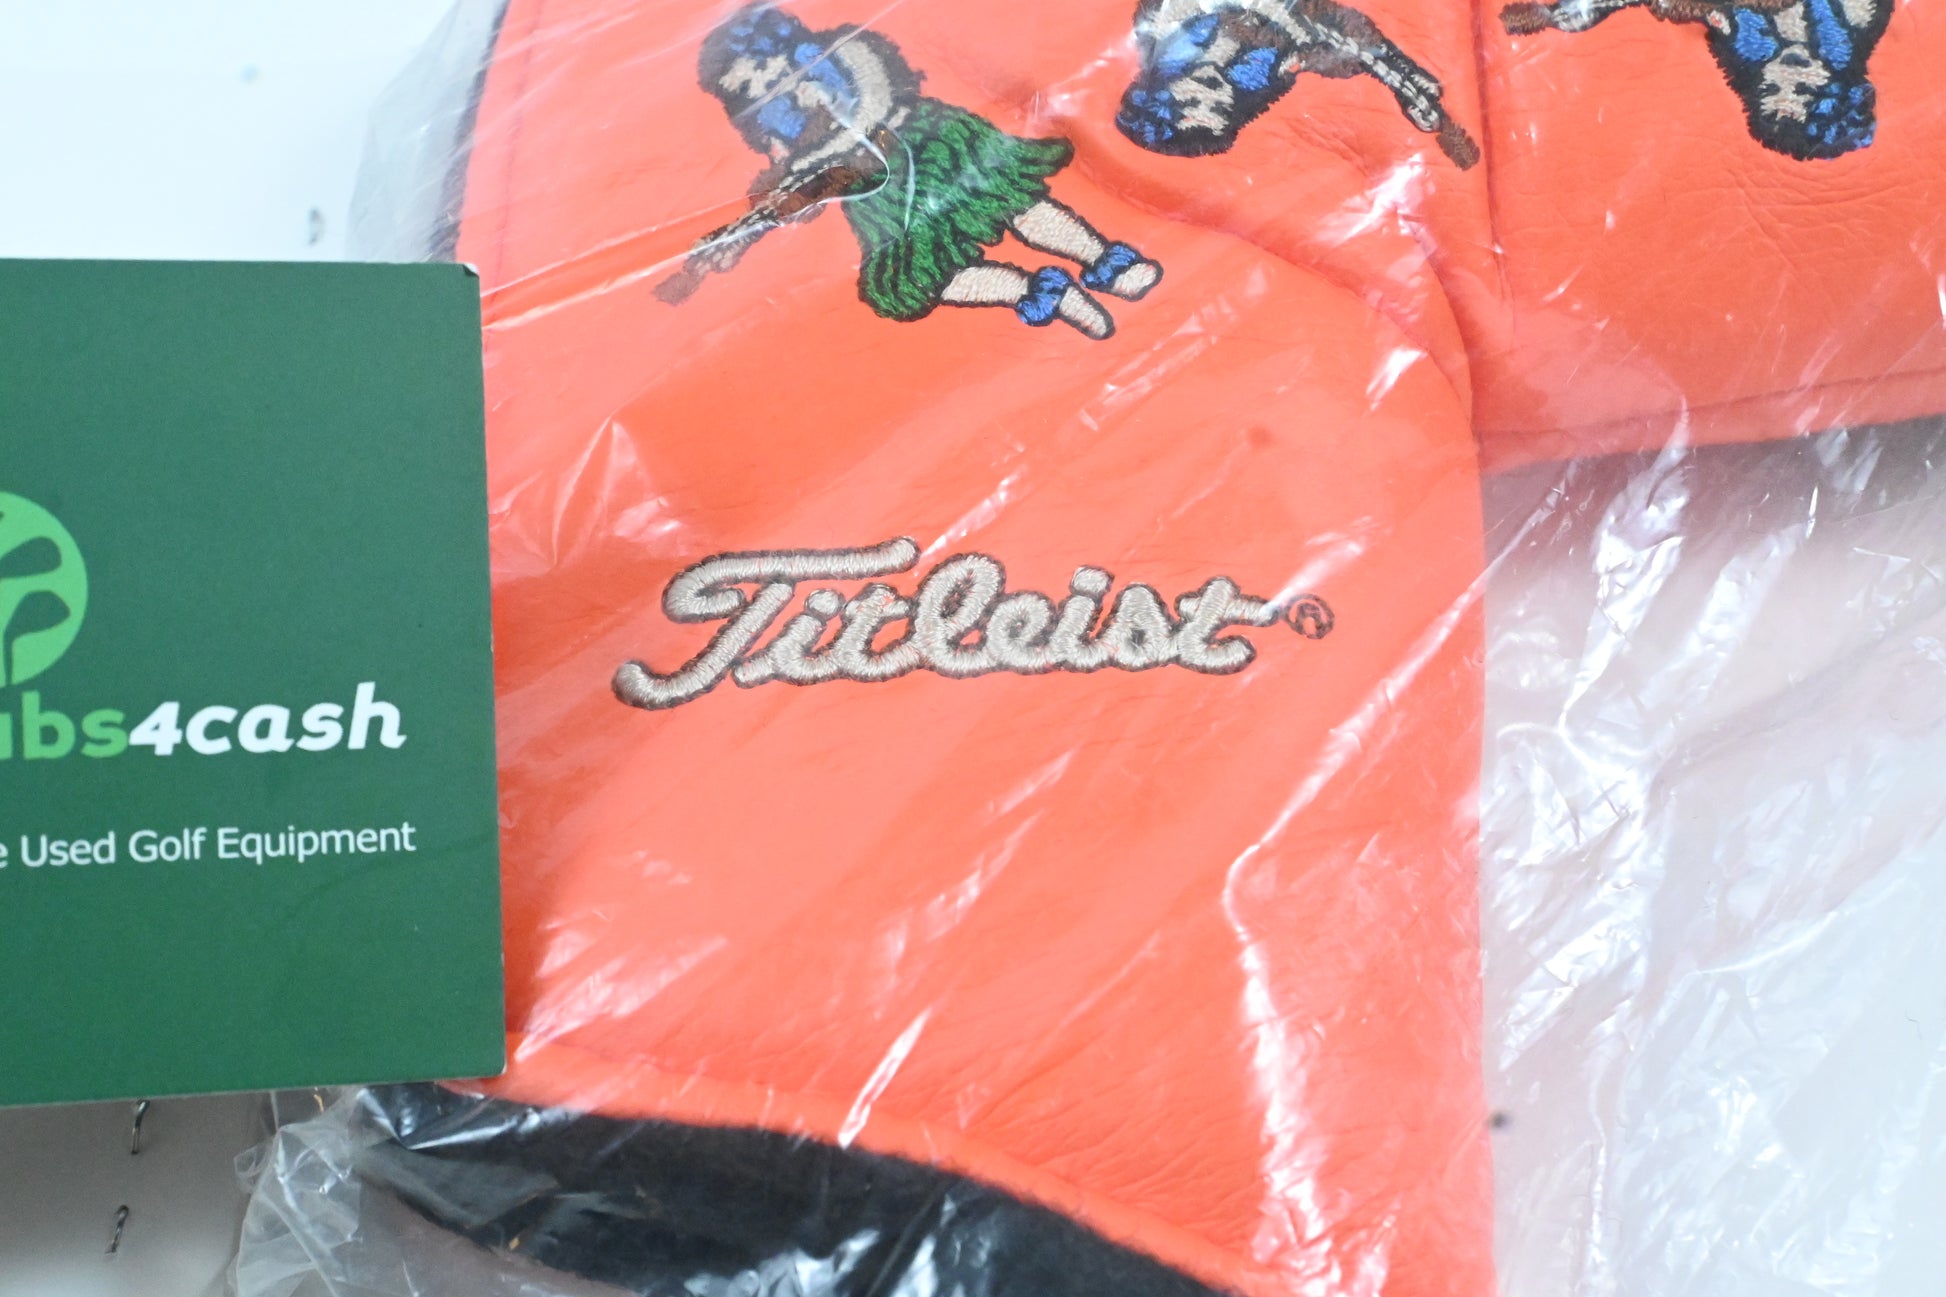 ubs4cash
e Used Golf Equipment
Titleist®